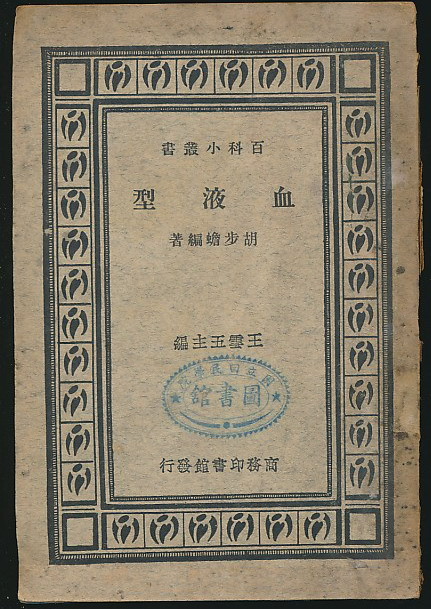 百科小叢書
血液型
胡步蟾編著
王雲五主編
圖書館
商務印書館發行